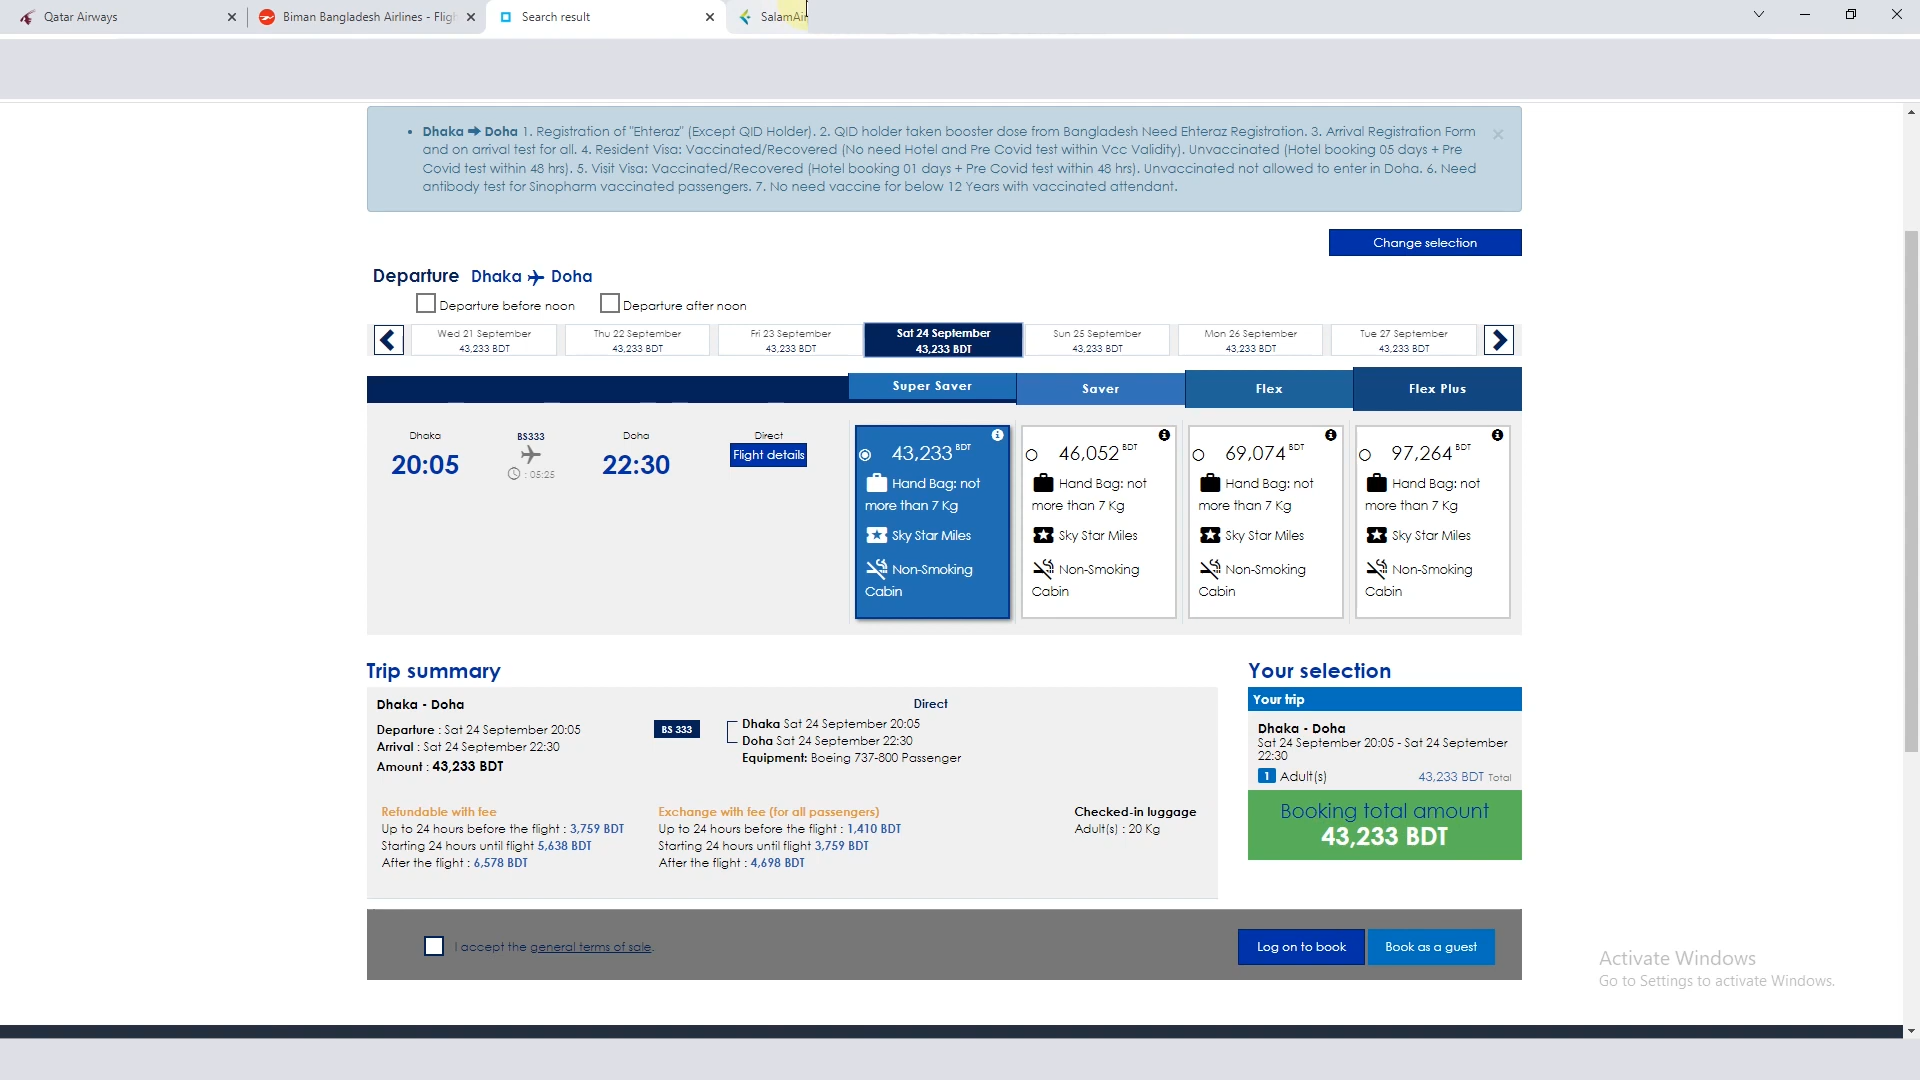 Qatar Airways
Biman Bangladesh Airlines - Fligh
Search result
SalamAir
• Dhaka ➔ Doha 1. Registration of "Ehteraz" (Except QID Holder). 2. QID holder taken booster dose from Bangladesh Need Ehteraz Registration. 3. Arrival Registration Form
and on arrival test for all. 4. Resident Visa: Vaccinated/Recovered (No need Hotel and Pre Covid test within Vcc Validity). Unvaccinated (Hotel booking 05 days + Pre
Covid test within 48 hrs). 5. Visit Visa: Vaccinated/Recovered (Hotel booking 01 days + Pre Covid test within 48 hrs). Unvaccinated not allowed to enter in Doha. 6. Need
antibody test for Sinopharm vaccinated passengers. 7. No need vaccine for below 12 Years with vaccinated attendant.
Change selection
Departure Dhaka Doha
Departure before noon Departure after noon
Wed 21 September Thu 22 September Fri 23 September Sat 24 September Sun 25 September Mon 26 September Tue 27 September
43,233 BDT 43,233 BDT 43,233 BDT 43,233 BDT 43,233 BDT 43,233 BDT 43,233 BDT
Super Saver Saver Flex Flex Plus
Dhaka BS333 Doha Direct
20:05 22:30 Flight details
: 05:25
43,233 BDT 46,052 BDT 69,074 BDT 97,264 BDT
Hand Bag: not Hand Bag: not Hand Bag: not Hand Bag: not
more than 7 Kg more than 7 Kg more than 7 Kg more than 7 Kg
Sky Star Miles Sky Star Miles Sky Star Miles Sky Star Miles
Non-Smoking Non-Smoking Non-Smoking Non-Smoking
Cabin Cabin Cabin Cabin
Trip summary
Dhaka - Doha Direct
Departure : Sat 24 September 20:05 BS 333 Dhaka Sat 24 September 20:05
Arrival : Sat 24 September 22:30 Doha Sat 24 September 22:30
Amount : 43,233 BDT Equipment: Boeing 737-800 Passenger
Refundable with fee Exchange with fee (for all passengers) Checked-in luggage
Up to 24 hours before the flight : 3,759 BDT Up to 24 hours before the flight : 1,410 BDT Adult(s) : 20 Kg
Starting 24 hours until flight 5,638 BDT Starting 24 hours until flight 3,759 BDT
After the flight : 6,578 BDT After the flight : 4,698 BDT
Your selection
Your trip
Dhaka - Doha
Sat 24 September 20:05 - Sat 24 September
22:30
1 Adult(s) 43,233 BDT Total
Booking total amount
43,233 BDT
I accept the general terms of sale.
Log on to book Book as a guest
Activate Windows
Go to Settings to activate Windows.